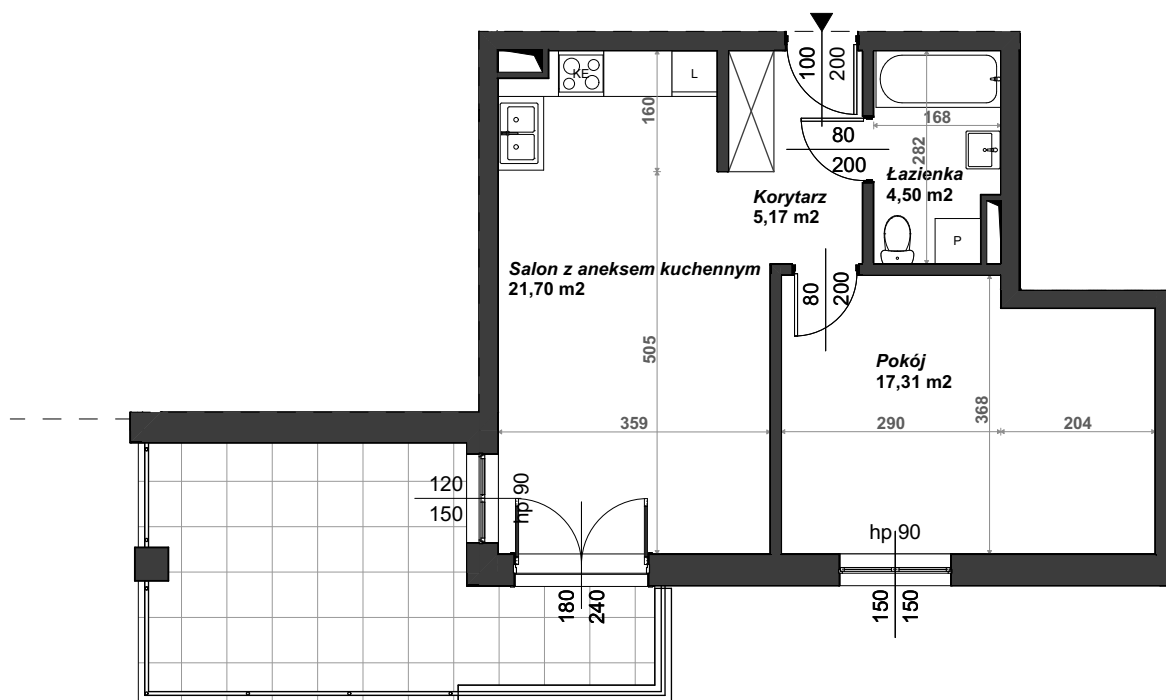 100
200
KE
L
160
168
80
200
282
Łazienka
4,50 m2
Korytarz
5,17 m2
P
Salon z aneksem kuchennym
21,70 m2
80
200
505
Pokój
17,31 m2
368
359
290
204
120
150
hp 90
hp 90
180
240
150
150